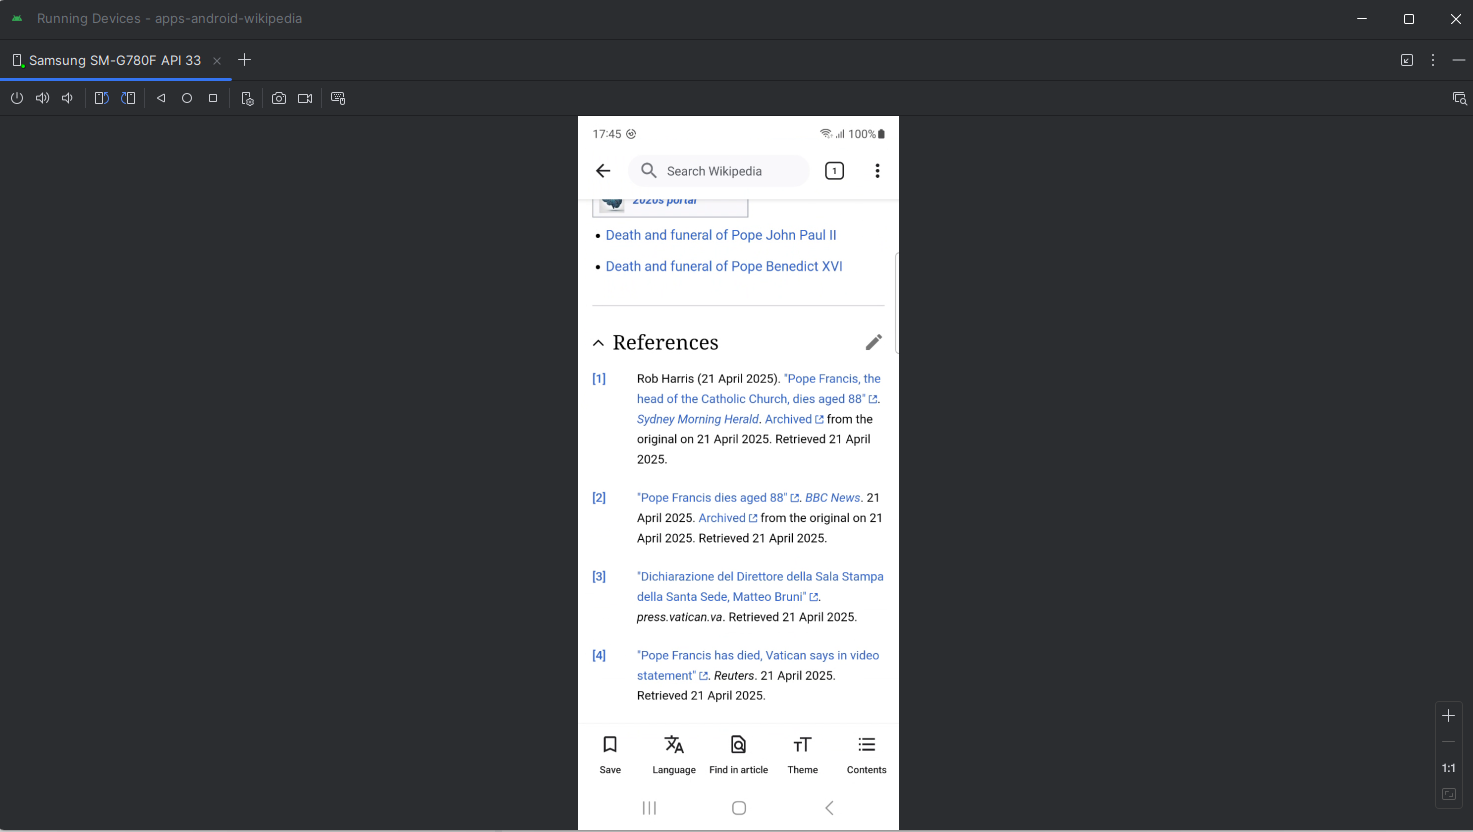 Running Devices - apps-android-wikipedia
Samsung SM-G780F API 33
17:45
100%
Search Wikipedia
1
2020s portal
• Death and funeral of Pope John Paul II
• Death and funeral of Pope Benedict XVI
References
[1] Rob Harris (21 April 2025). "Pope Francis, the
head of the Catholic Church, dies aged 88".
Sydney Morning Herald. Archived from the
original on 21 April 2025. Retrieved 21 April
2025.
[2] "Pope Francis dies aged 88". BBC News. 21
April 2025. Archived from the original on 21
April 2025. Retrieved 21 April 2025.
[3] "Dichiarazione del Direttore della Sala Stampa
della Santa Sede, Matteo Bruni".
press.vatican.va. Retrieved 21 April 2025.
[4] "Pope Francis has died, Vatican says in video
statement". Reuters. 21 April 2025.
Retrieved 21 April 2025.
Save Language Find in article Theme Contents
1:1